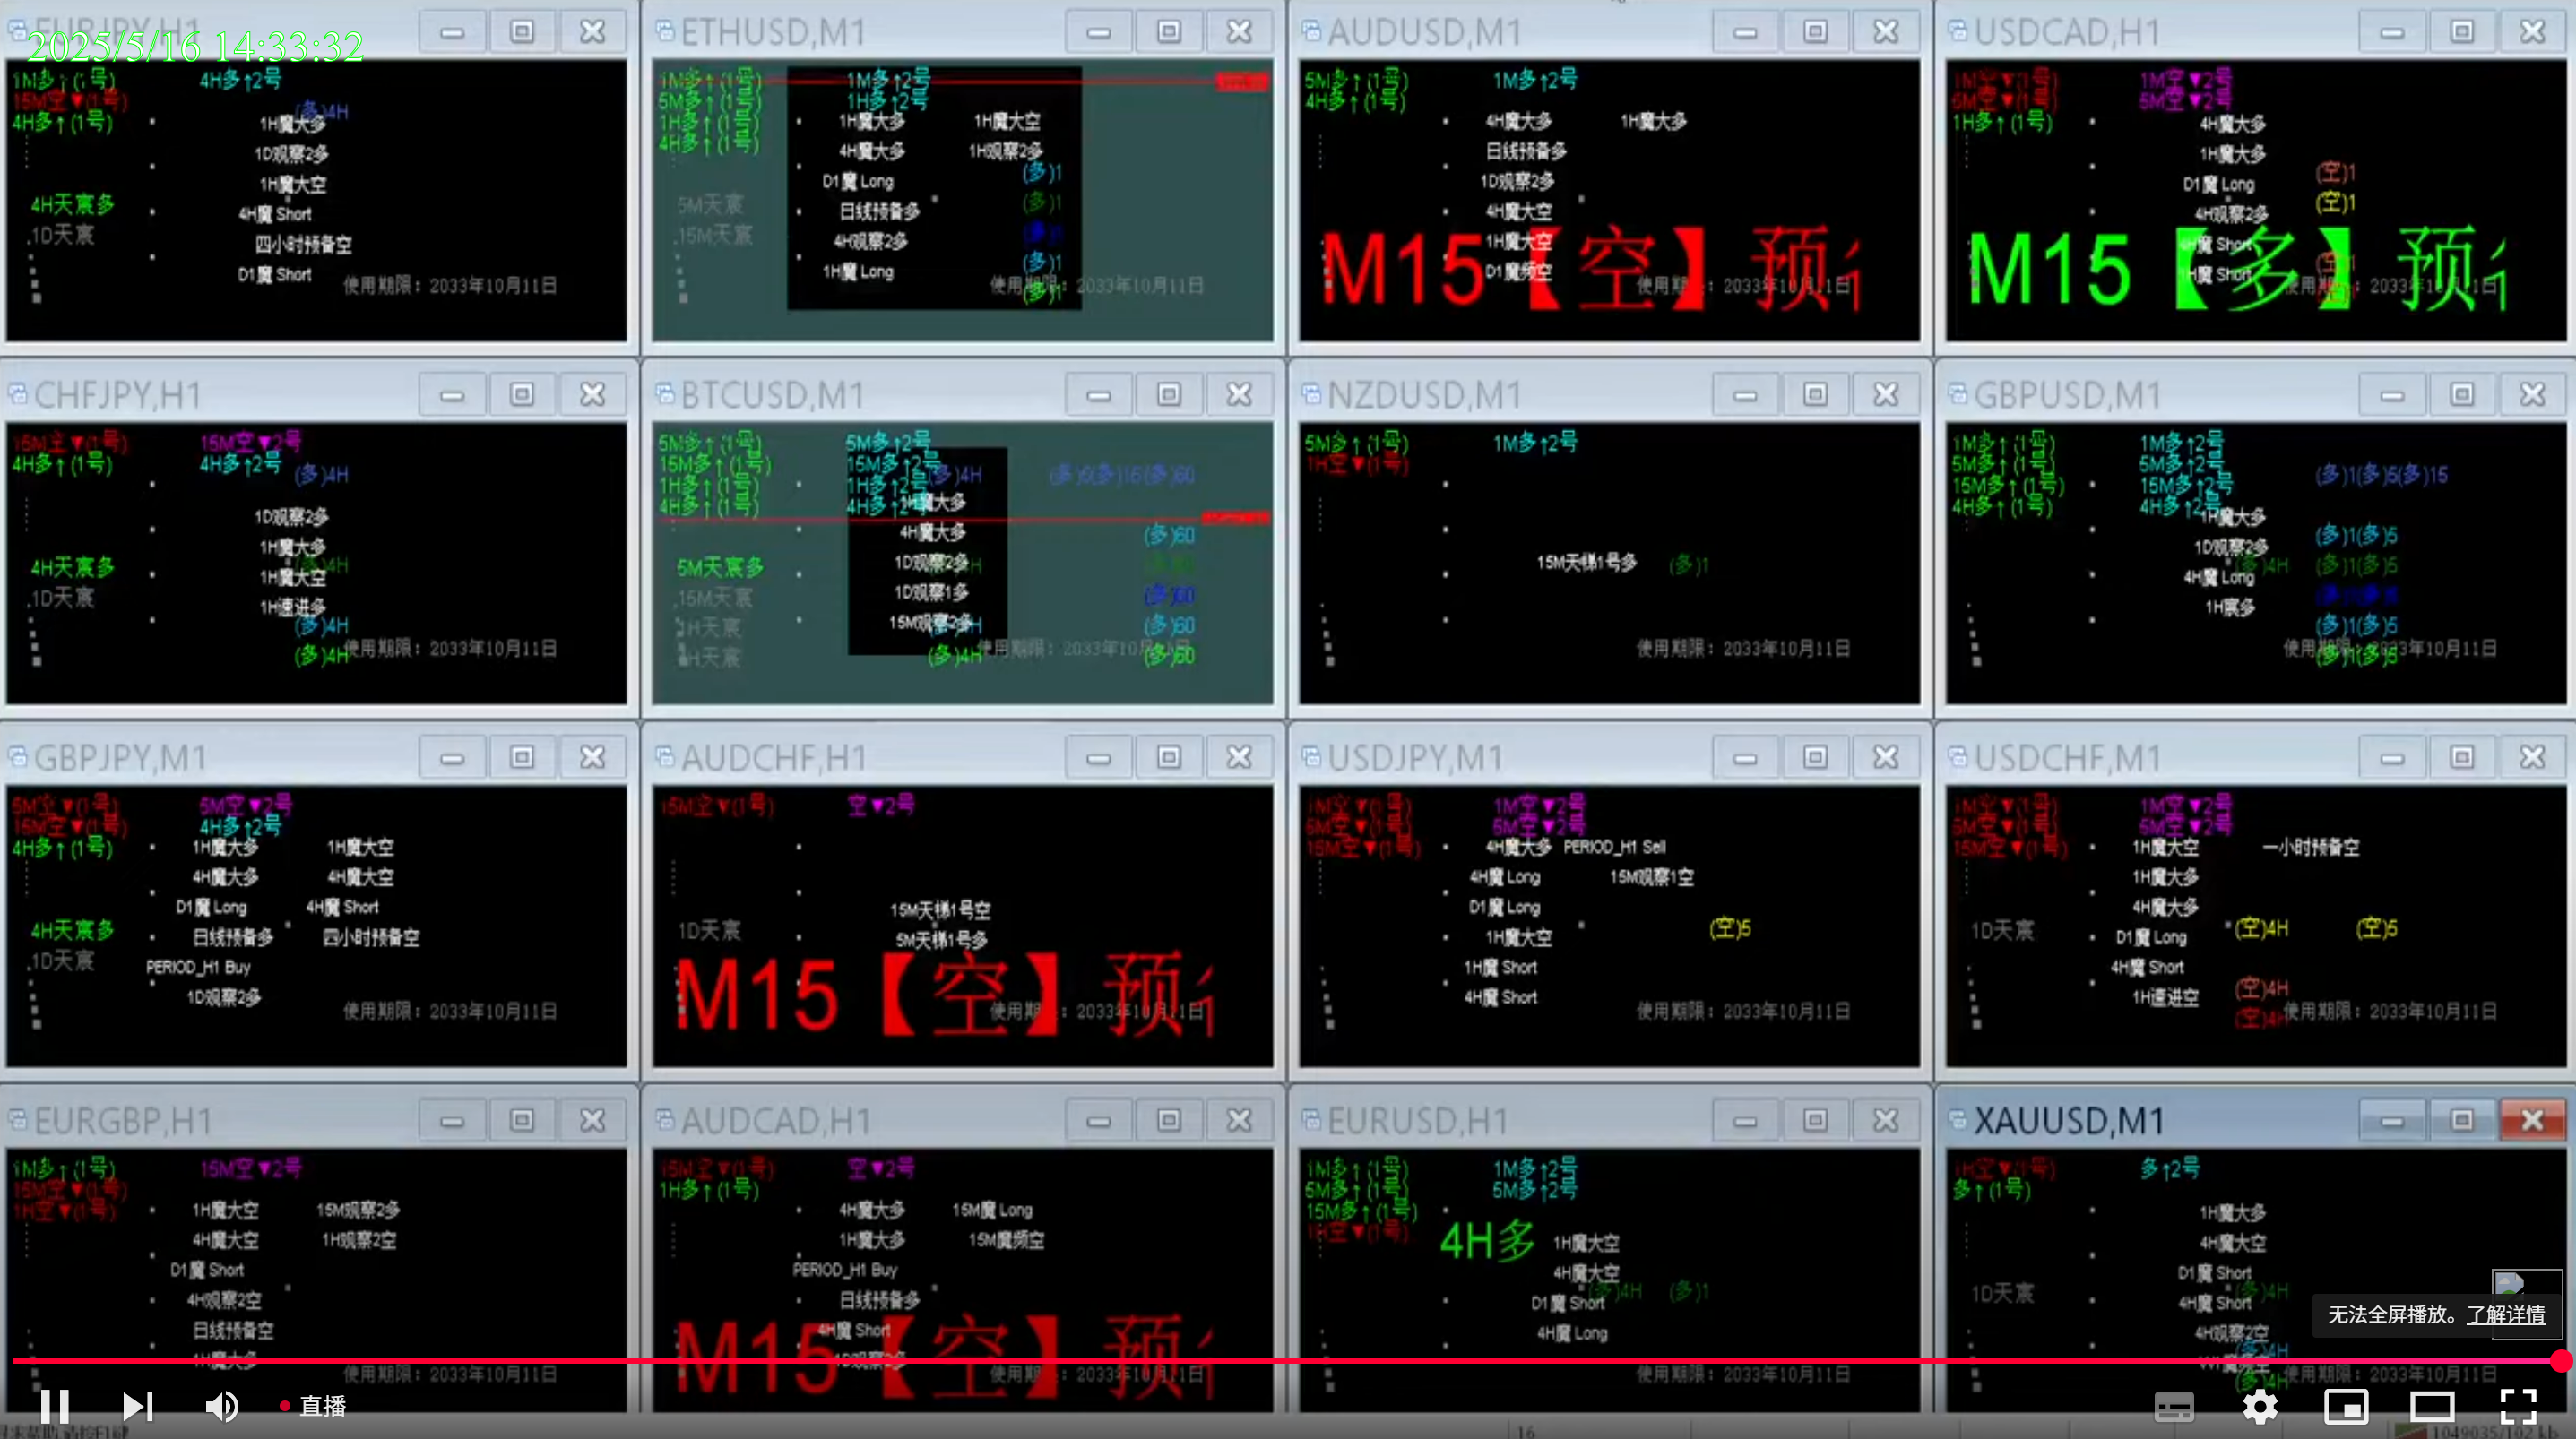 EURJPY,H1
2025/5/16 14:33:32
1M多↑(1号)
15M空▼(1号)
4H多↑(1号)
4H多↑2号
(多)4H
1H魔大多
1D观察2多
1H魔大空
4H魔 Short
四小时预备空
D1魔 Short
4H天宸多
.1D天宸
使用期限：2033年10月11日
ETHUSD,M1
1M多↑(1号)
5M多↑(1号)
1H多↑(1号)
4H多↑(1号)
1M多↑2号
1H多↑2号
1H魔大多 1H魔大空
4H魔大多 1H观察2多
D1魔 Long
日线预备多
4H观察2多
1H魔 Long
(多)1
(多)1
(多)1
(多)1
(多)1
5M天宸
.15M天宸
使用期限：2033年10月11日
AUDUSD,M1
5M多↑(1号)
4H多↑(1号)
1M多↑2号
4H魔大多 1H魔大多
日线预备多
1D观察2多
4H魔大空
1H魔大空
D1魔频空
M15【空】预
使用期限：2033年10月11日
USDCAD,H1
1M空▼(1号)
5M空▼(1号)
1H多↑(1号)
1M空▼2号
5M空▼2号
4H魔大多
1H魔大多
D1魔 Long
4H观察2多
4H魔 Short
1H魔 Short
(空)1
(空)1
(空)1
M15【多】预
使用期限：2033年10月11日
CHFJPY,H1
15M空▼(1号)
4H多↑(1号)
15M空▼2号
4H多↑2号
(多)4H
1D观察2多
1H魔大多
(多)4H
1H魔大空
1H速进多
(多)4H
(多)4H
4H天宸多
.1D天宸
使用期限：2033年10月11日
BTCUSD,M1
5M多↑(1号)
15M多↑(1号)
1H多↑(1号)
4H多↑(1号)
5M多↑2号
15M多↑2号
1H多↑2号
4H多↑2号
(多)4H
(多)5(多)15(多)60
1H魔大多
4H魔大多
1D观察2多
1D观察1多
15M观察2多
(多)4H
(多)60
(多)60
(多)60
(多)60
5M天宸多
.15M天宸
1H天宸
4H天宸
使用期限：2033年10月11日
NZDUSD,M1
5M多↑(1号)
1H空▼(1号)
1M多↑2号
15M天梯1号多 (多)1
使用期限：2033年10月11日
GBPUSD,M1
1M多↑(1号)
5M多↑(1号)
15M多↑(1号)
4H多↑(1号)
1M多↑2号
5M多↑2号
15M多↑2号
4H多↑2号
(多)1(多)5(多)15
1H魔大多
1D观察2多
4H魔 Long
1H宸多
(多)4H
(多)1(多)5
(多)1(多)5
(多)1(多)5
(多)1(多)5
(多)1(多)5
使用期限：2033年10月11日
GBPJPY,M1
5M空▼(1号)
15M空▼(1号)
4H多↑(1号)
5M空▼2号
4H多↑2号
1H魔大多 1H魔大空
4H魔大多 4H魔大空
D1魔 Long 4H魔 Short
日线预备多 四小时预备空
PERIOD_H1 Buy
1D观察2多
4H天宸多
.1D天宸
使用期限：2033年10月11日
AUDCHF,H1
15M空▼(1号)
空▼2号
15M天梯1号空
5M天梯1号多
1D天宸
M15【空】预
使用期限：2033年10月11日
USDJPY,M1
1M空▼(1号)
5M空▼(1号)
15M空▼(1号)
1M空▼2号
5M空▼2号
4H魔大多 PERIOD_H1 Sell
4H魔 Long 15M观察1空
D1魔 Long
1H魔大空
1H魔 Short
4H魔 Short
(空)5
使用期限：2033年10月11日
USDCHF,M1
1M空▼(1号)
5M空▼(1号)
15M空▼(1号)
1M空▼2号
5M空▼2号
1H魔大空 一小时预备空
1H魔大多
4H魔大多
D1魔 Long
4H魔 Short
1H速进空
(空)4H (空)5
(空)4H
(空)4H
1D天宸
使用期限：2033年10月11日
EURGBP,H1
1M多↑(1号)
15M空▼(1号)
1H空▼(1号)
15M空▼2号
1H魔大空 15M观察2多
4H魔大空 1H观察2空
D1魔 Short
4H观察2空
日线预备空
4H魔大多
使用期限：2033年10月11日
AUDCAD,H1
15M空▼(1号)
1H多↑(1号)
空▼2号
4H魔大多 15M魔 Long
1H魔大多 15M魔频空
PERIOD_H1 Buy
日线预备多
4H魔 Short
1D观察2多
M15【空】预
使用期限：2033年10月11日
EURUSD,H1
1M多↑(1号)
5M多↑(1号)
15M多↑(1号)
1H空▼(1号)
1M多↑2号
5M多↑2号
4H多
1H魔大空
4H魔大空
(多)4H (多)1
D1魔 Short
4H魔 Long
使用期限：2033年10月11日
XAUUSD,M1
1H空▼(1号)
多↑(1号)
多↑2号
1H魔大多
4H魔大空
D1魔 Short
4H魔 Short
4H观察2空
(多)4H
(多)4H
(多)4H
1D天宸
使用期限：2033年10月11日
无法全屏播放。了解详情
直播
16
1049035/102 kb